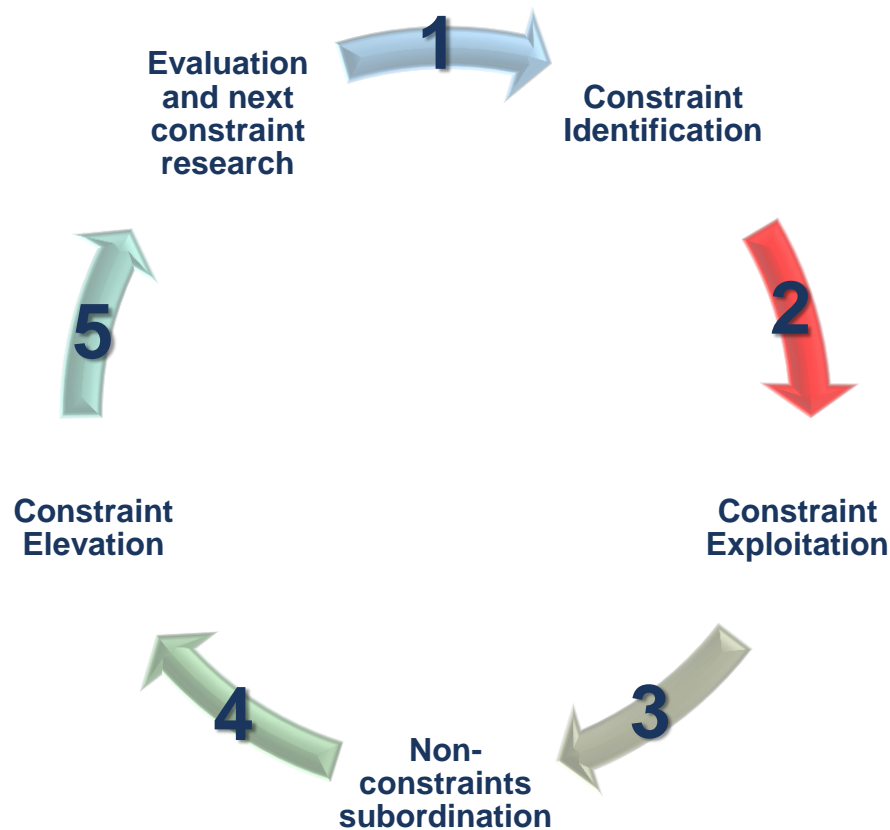 1
Evaluation
and next
constraint
research
Constraint
Identification
2
Constraint
Exploitation
3
Non-
constraints
subordination
4
Constraint
Elevation
5